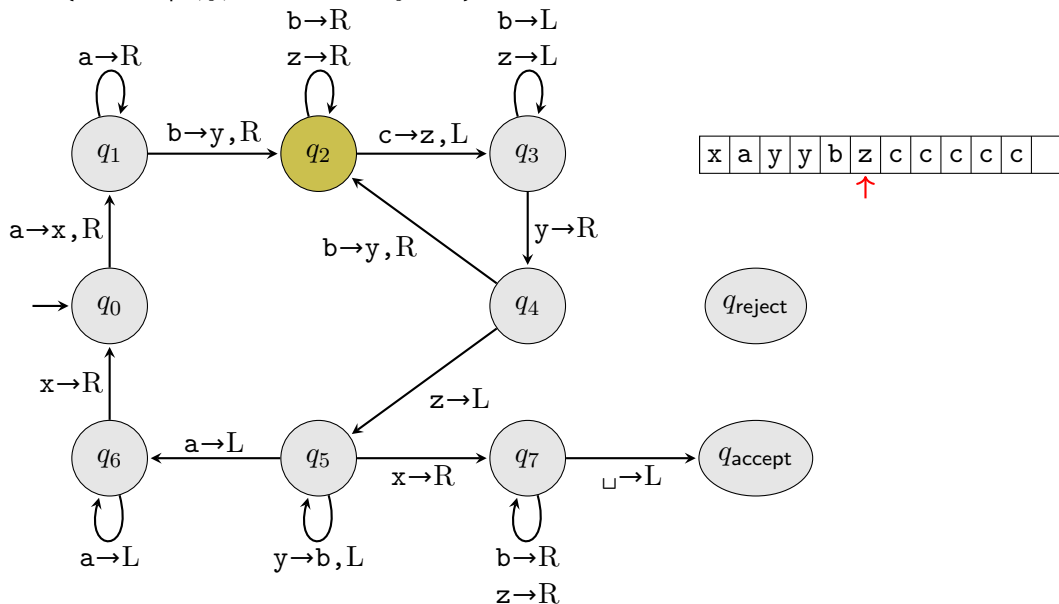 b→R
z→R
b→L
z→L
a→R
b→y,R
c→z,L
q1
q2
q3
x a y y b z c c c c c
a→x,R
b→y,R
y→R
q0
q4
qreject
x→R
z→L
a→L
x→R
␣→L
q6
q5
q7
qaccept
a→L
y→b,L
b→R
z→R